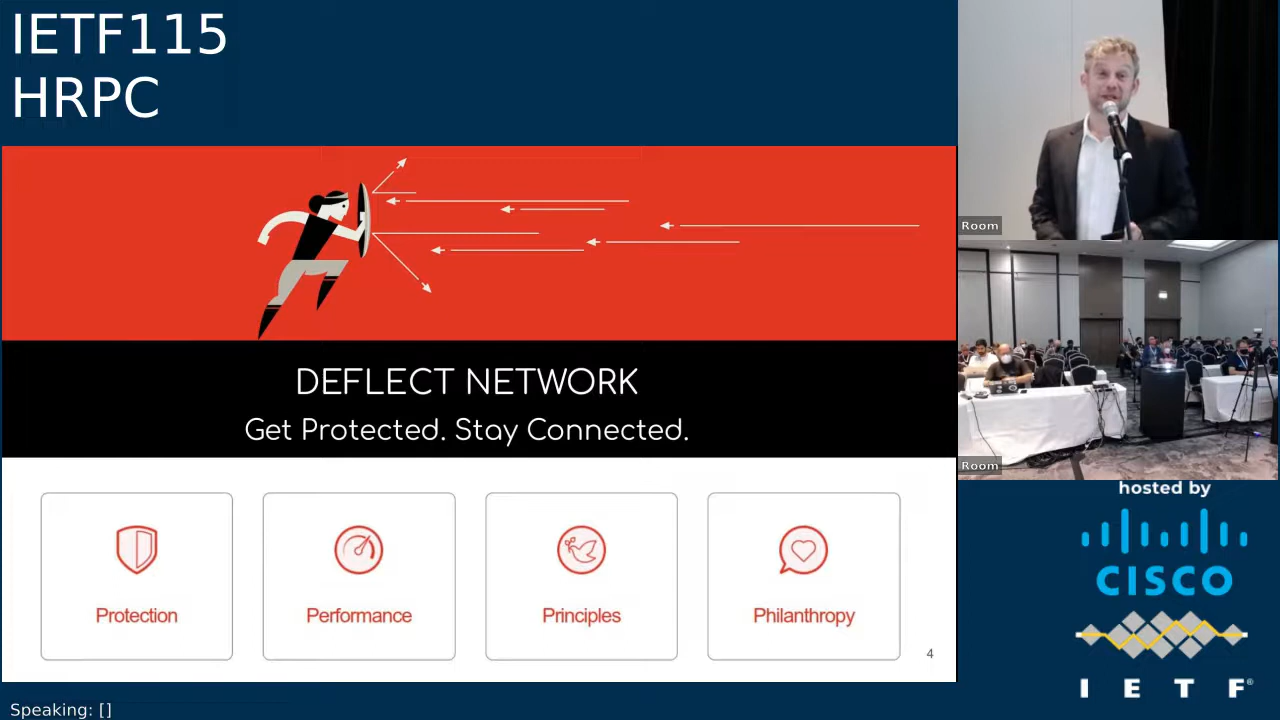 IETF115
HRPC
DEFLECT NETWORK
Get Protected. Stay Connected.
Protection
Performance
Principles
Philanthropy
4
Speaking: []
Room
Room
hosted by
CISCO
I E T F®